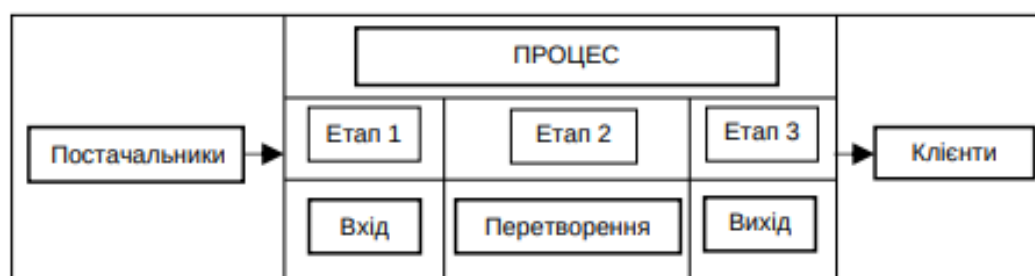 ПРОЦЕС
Постачальники
Етап 1
Етап 2
Етап 3
Клієнти
Вхід
Перетворення
Вихід